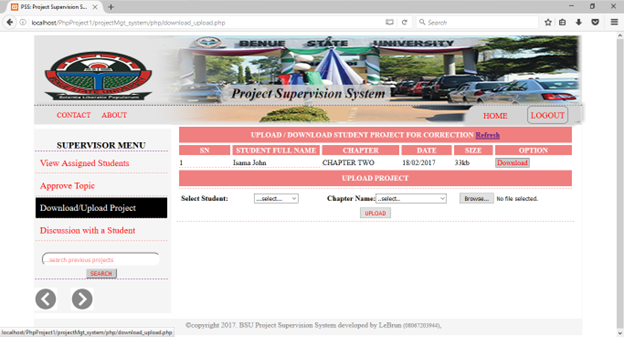 PSS: Project Supervision S...
localhost/PhpProject1/projectMgt_system/php/download_upload.php
Search
BENUE STATE UNIVERSITY
Project Supervision System
CONTACT ABOUT HOME LOGOUT
SUPERVISOR MENU
View Assigned Students
Approve Topic
Download/Upload Project
Discussion with a Student
...search previous projects
SEARCH
UPLOAD / DOWNLOAD STUDENT PROJECT FOR CORRECTION Refresh
SN STUDENT FULL NAME CHAPTER DATE SIZE OPTION
1 Isama John CHAPTER TWO 18/02/2017 33kb Download
UPLOAD PROJECT
Select Student: ...select... Chapter Name: ..select.. Browse... No file selected.
UPLOAD
©copyright 2017. BSU Project Supervision System developed by LeBran (08067203944),
localhost/PhpProject1/projectMgt_system/php/download_upload.php